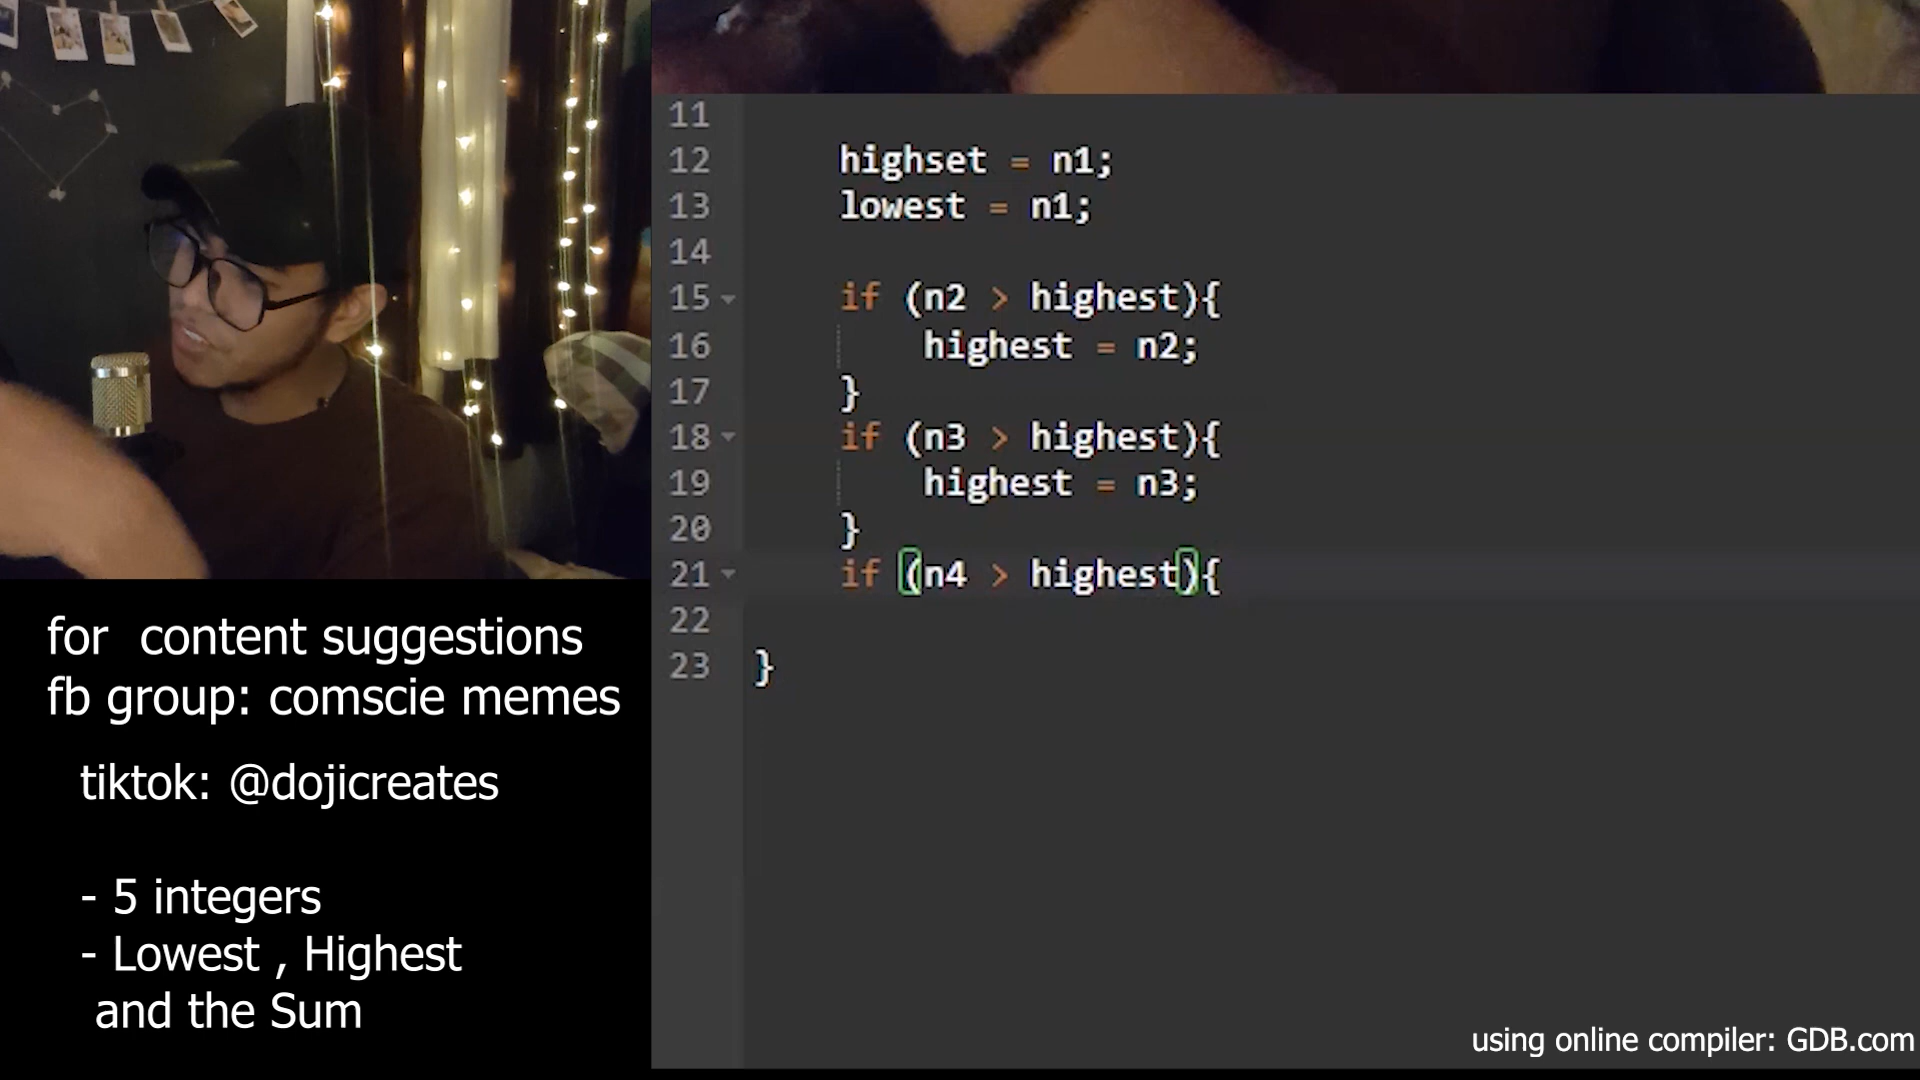 for content suggestions
fb group: comscie memes
tiktok: @dojicreates
- 5 integers
- Lowest , Highest
and the Sum
11
12 highset = n1;
13 lowest = n1;
14
15 if (n2 > highest){
16 highest = n2;
17 }
18 if (n3 > highest){
19 highest = n3;
20 }
21 if (n4 > highest){
22
23 }
using online compiler: GDB.com